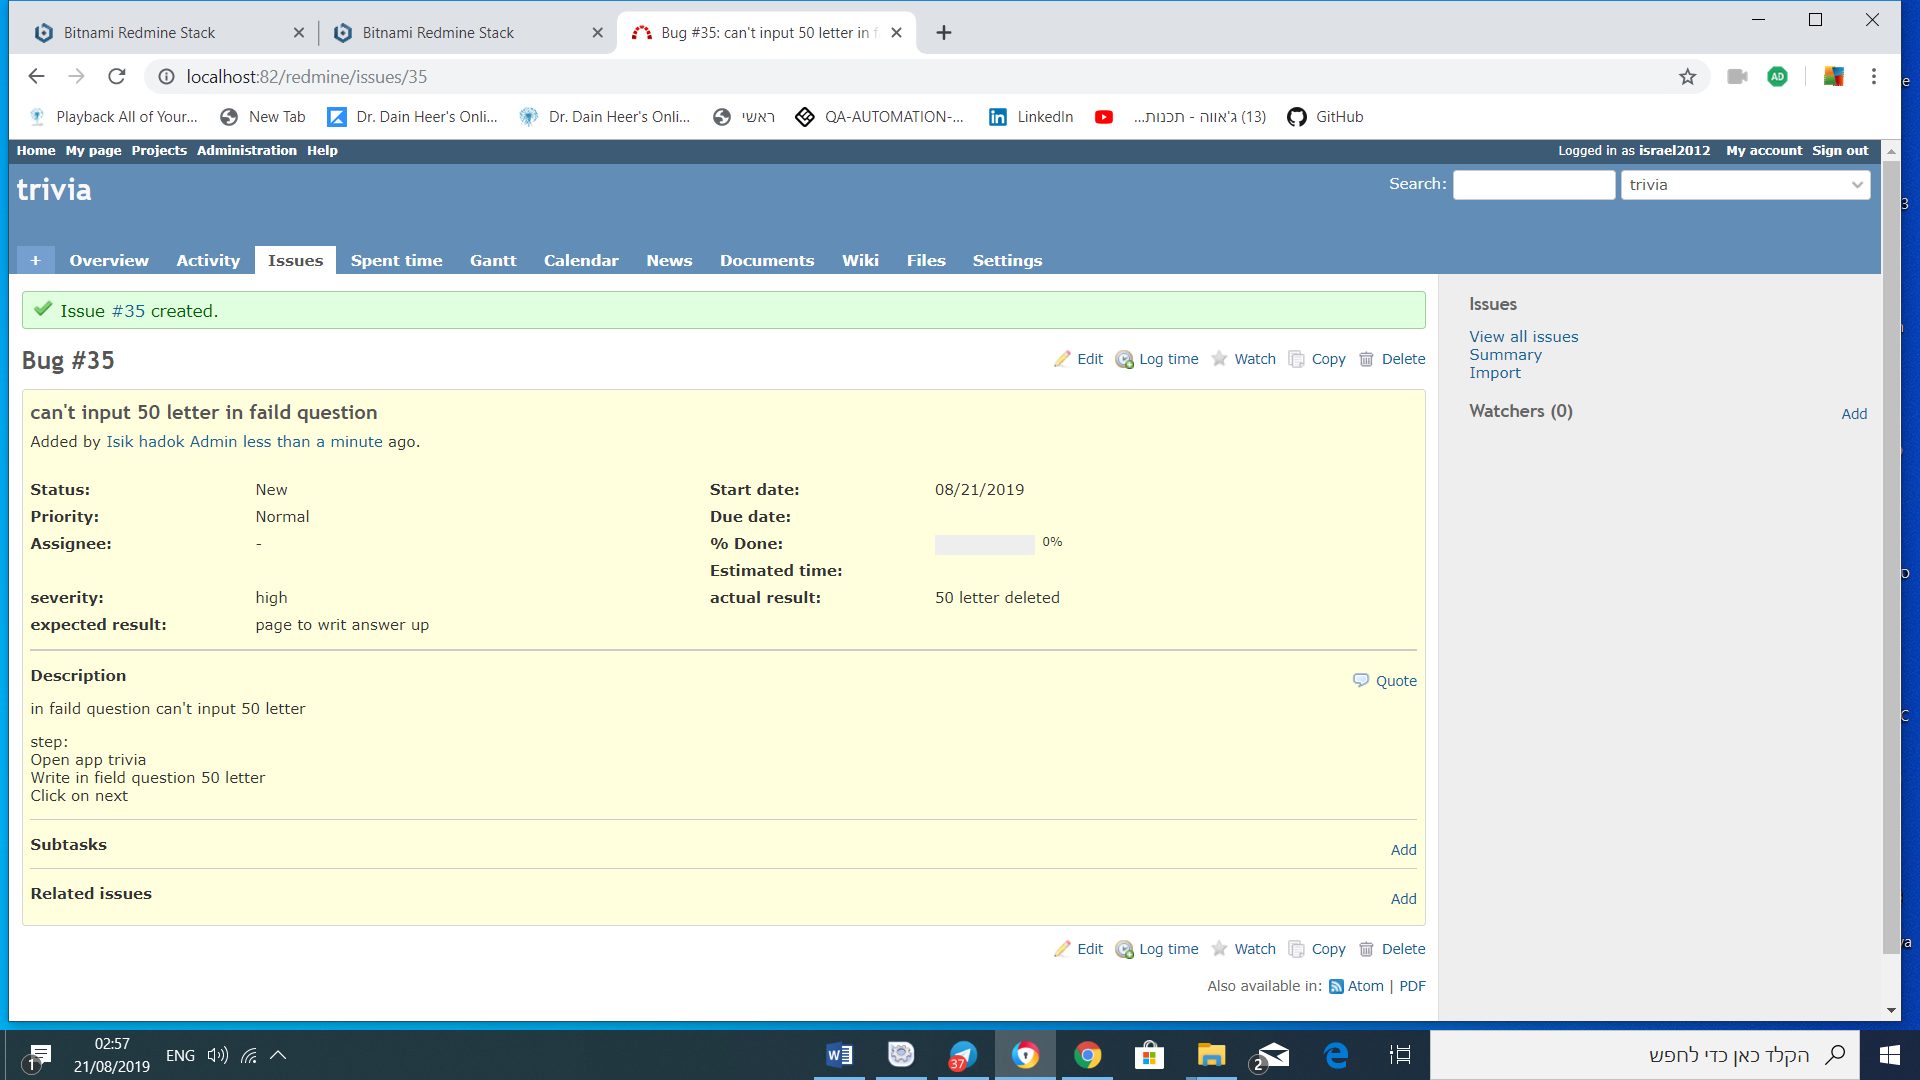 Bitnami Redmine Stack
Bitnami Redmine Stack
Bug #35: can't input 50 letter in f
localhost:82/redmine/issues/35
AD
Playback All of Your...
New Tab
Dr. Dain Heer's Onli...
Dr. Dain Heer's Onli...
ראשי
QA-AUTOMATION-...
LinkedIn
(13) ג'אווה - תכנות...
GitHub
Home My page Projects Administration Help
Logged in as israel2012 My account Sign out
trivia
Search:
trivia
+ Overview Activity Issues Spent time Gantt Calendar News Documents Wiki Files Settings
Issue #35 created.
Bug #35
Edit Log time Watch Copy Delete
can't input 50 letter in faild question
Added by Isik hadok Admin less than a minute ago.
Status: New
Start date: 08/21/2019
Priority: Normal
Due date:
Assignee: -
% Done: 0%
Estimated time:
severity: high
actual result: 50 letter deleted
expected result: page to writ answer up
Description
Quote
in faild question can't input 50 letter
step:
Open app trivia
Write in field question 50 letter
Click on next
Subtasks
Add
Related issues
Add
Edit Log time Watch Copy Delete
Also available in: Atom | PDF
Issues
View all issues
Summary
Import
Watchers (0)
Add
1
02:57
21/08/2019
ENG
37
2
הקלד כאן כדי לחפש